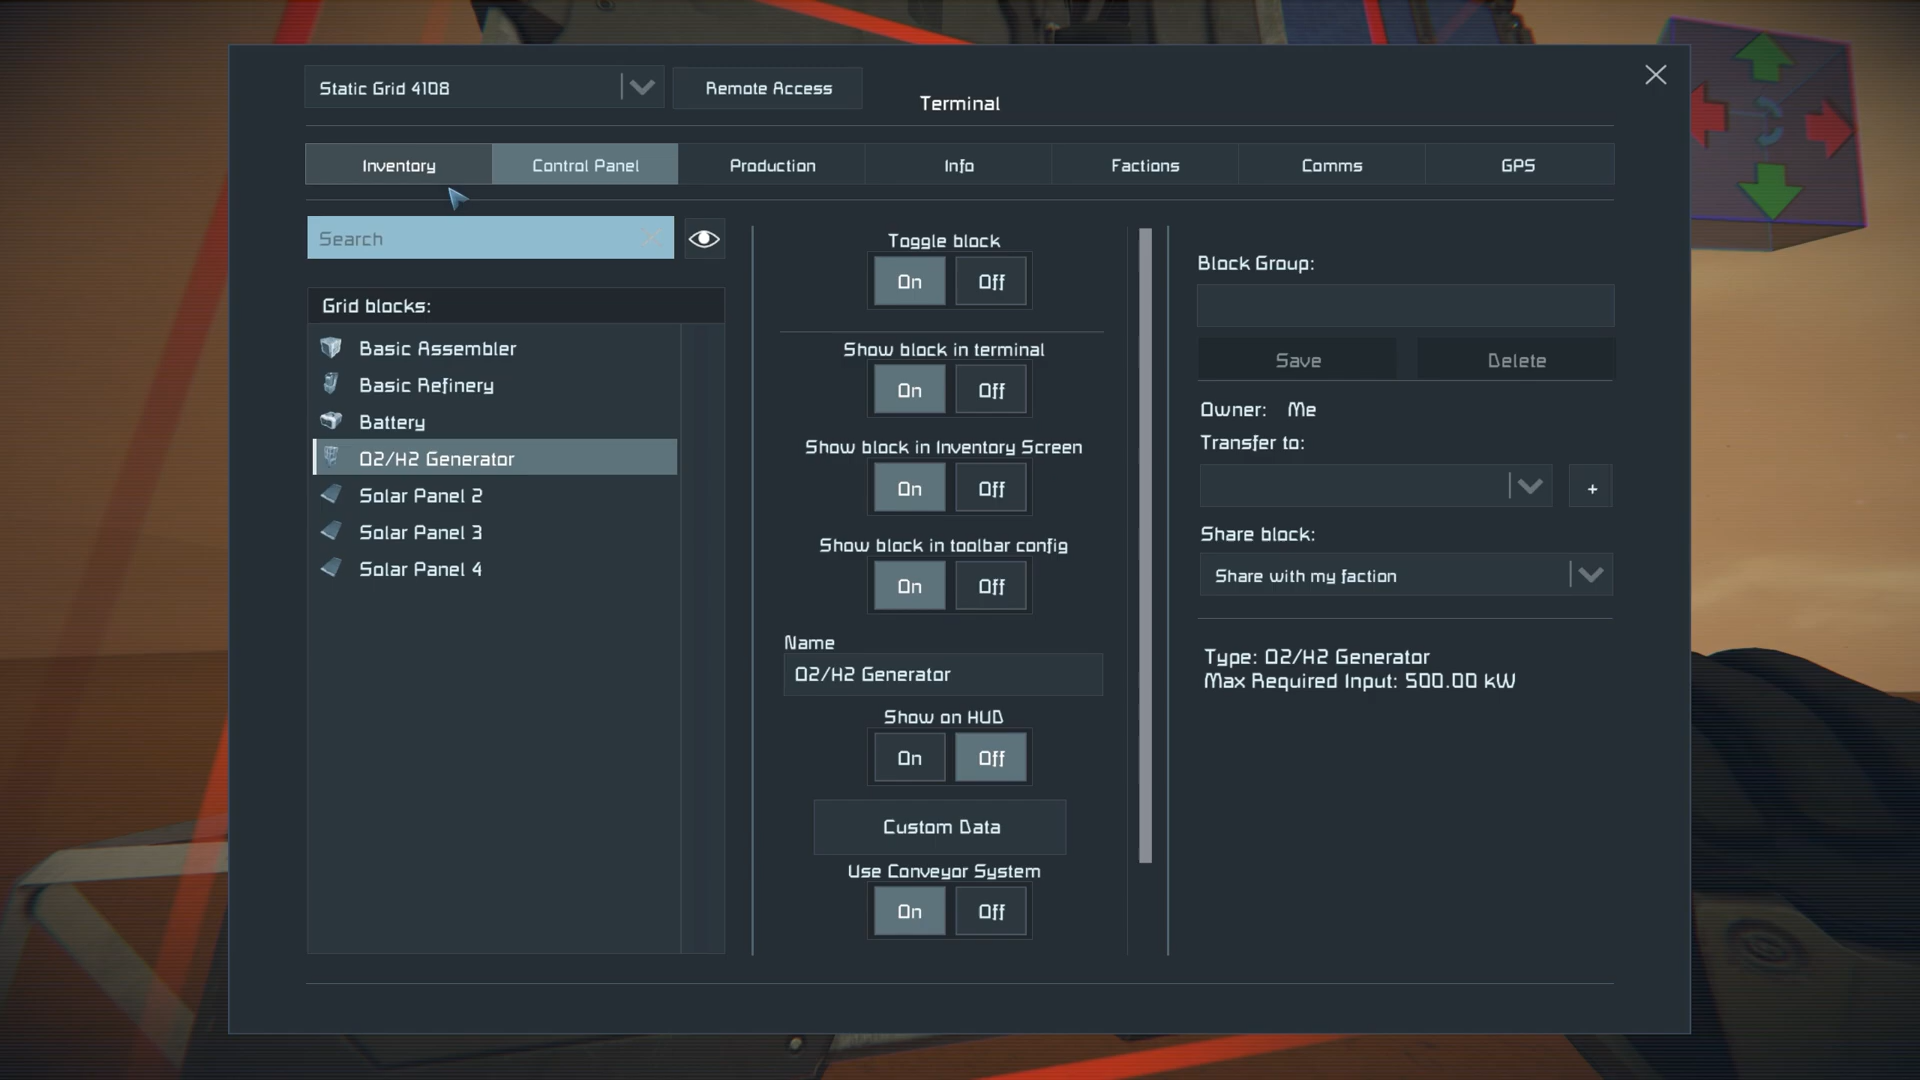 Static Grid 4108
Remote Access
Terminal
Inventory
Control Panel
Production
Info
Factions
Comms
GPS
Search
Grid blocks:
Basic Assembler
Basic Refinery
Battery
O2/H2 Generator
Solar Panel 2
Solar Panel 3
Solar Panel 4
Toggle block
On Off
Show block in terminal
On Off
Show block in Inventory Screen
On Off
Show block in toolbar config
On Off
Name
O2/H2 Generator
Show on HUD
On Off
Custom Data
Use Conveyor System
On Off
Block Group:
Save
Delete
Owner: Me
Transfer to:
+
Share block:
Share with my faction
Type: O2/H2 Generator
Max Required Input: 500.00 kW